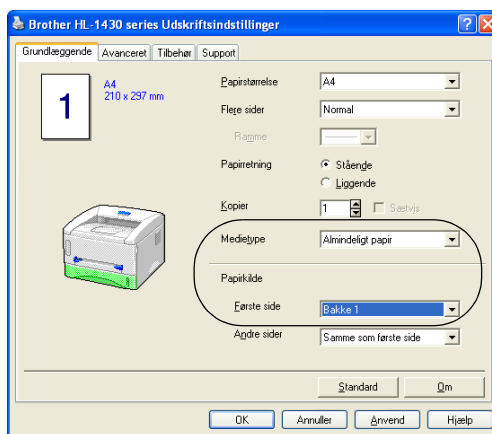 Brother HL-1430 series Udskriftsindstillinger
Grundlæggende Avanceret Tilbehør Support
1
A4
210 x 297 mm
Papirstørrelse A4
Flere sider Normal
Ramme
Papirretning Stående
Liggende
Kopier 1 Sætvis
Medietype Almindeligt papir
Papirkilde
Første side Bakke 1
Andre sider Samme som første side
Standard Om
OK Annuller Anvend Hjælp